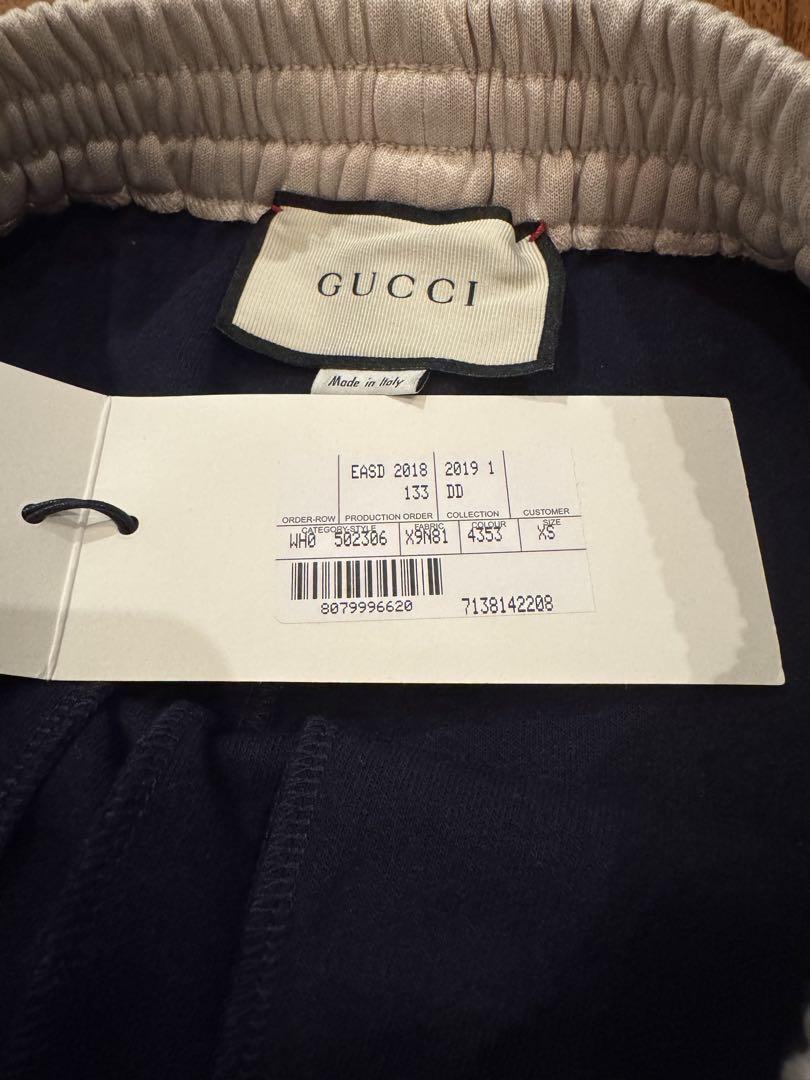 GUCCI
Made in Italy
EASD 2018 2019 1
133 DD
ORDER-ROW PRODUCTION ORDER COLLECTION CUSTOMER
CATEGORY-STYLE FABRIC COLOUR SIZE
WH0 502306 X9N81 4353 XS
8079996620 7138142208